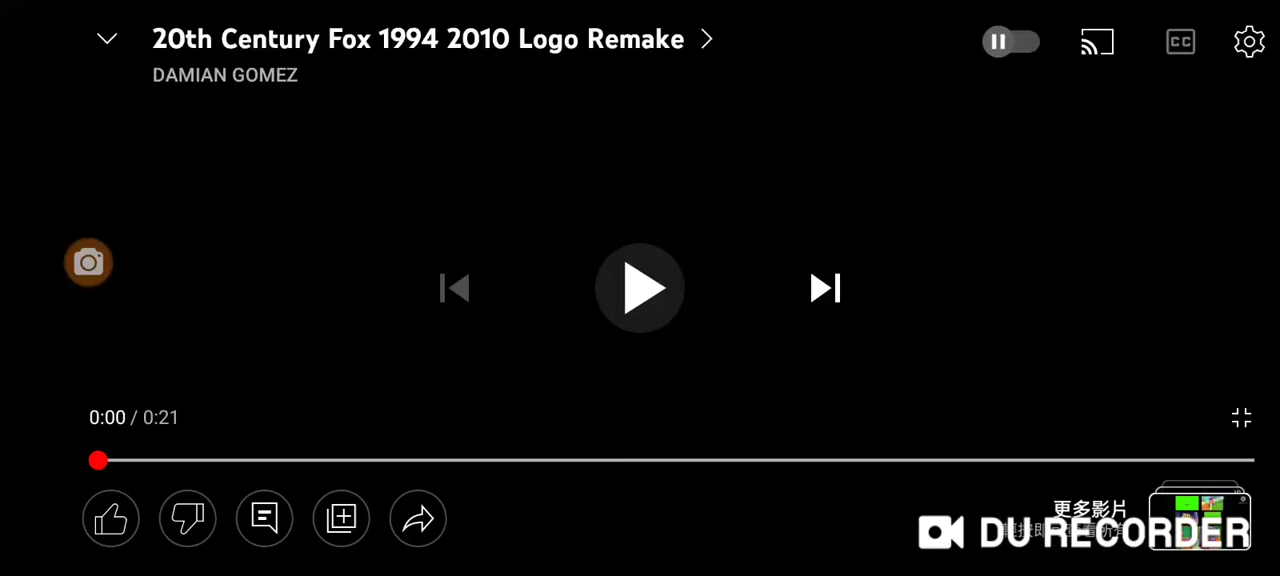 20th Century Fox 1994 2010 Logo Remake
DAMIAN GOMEZ
CC
0:00 / 0:21
更多影片
DU RECORDER